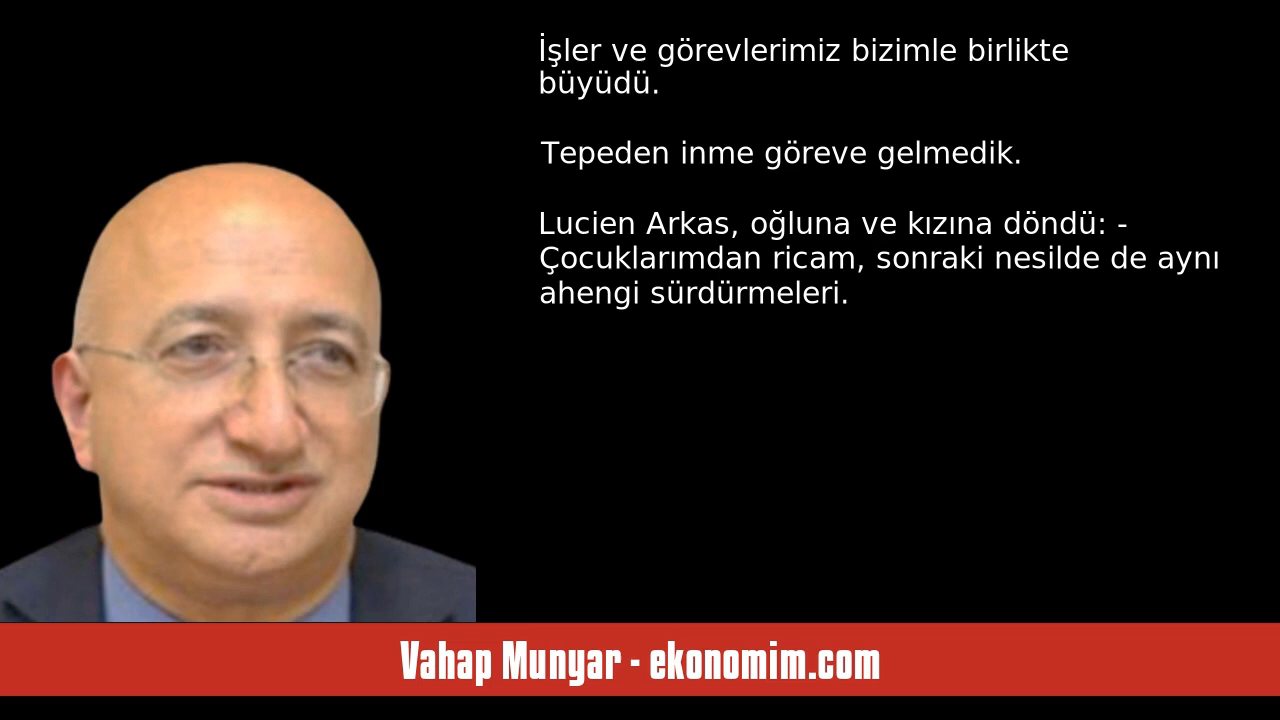 İşler ve görevlerimiz bizimle birlikte
büyüdü.
Tepeden inme göreve gelmedik.
Lucien Arkas, oğluna ve kızına döndü: -
Çocuklarımdan ricam, sonraki nesilde de aynı
ahengi sürdürmeleri.
Vahap Munyar - ekonomim.com